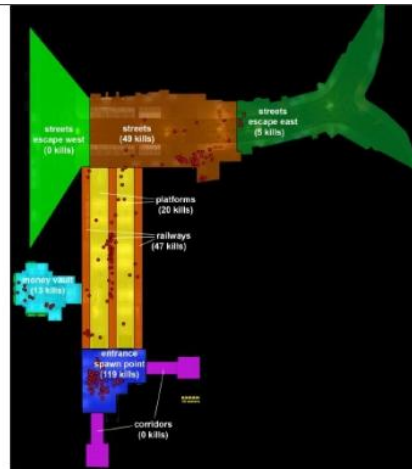 streets
escape west
(0 kills)
streets
(49 kills)
streets
escape east
(5 kills)
platforms
(20 kills)
railways
(47 kills)
money vault
(13 kills)
entrance
spawn point
(119 kills)
corridors
(0 kills)